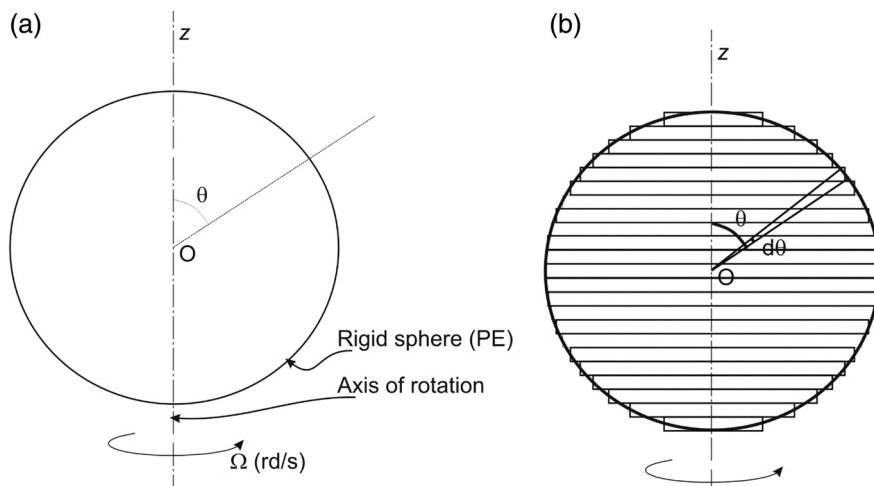 (a)
z
θ
O
Rigid sphere (PE)
Axis of rotation
Ω (rd/s)
(b)
z
θ
dθ
O